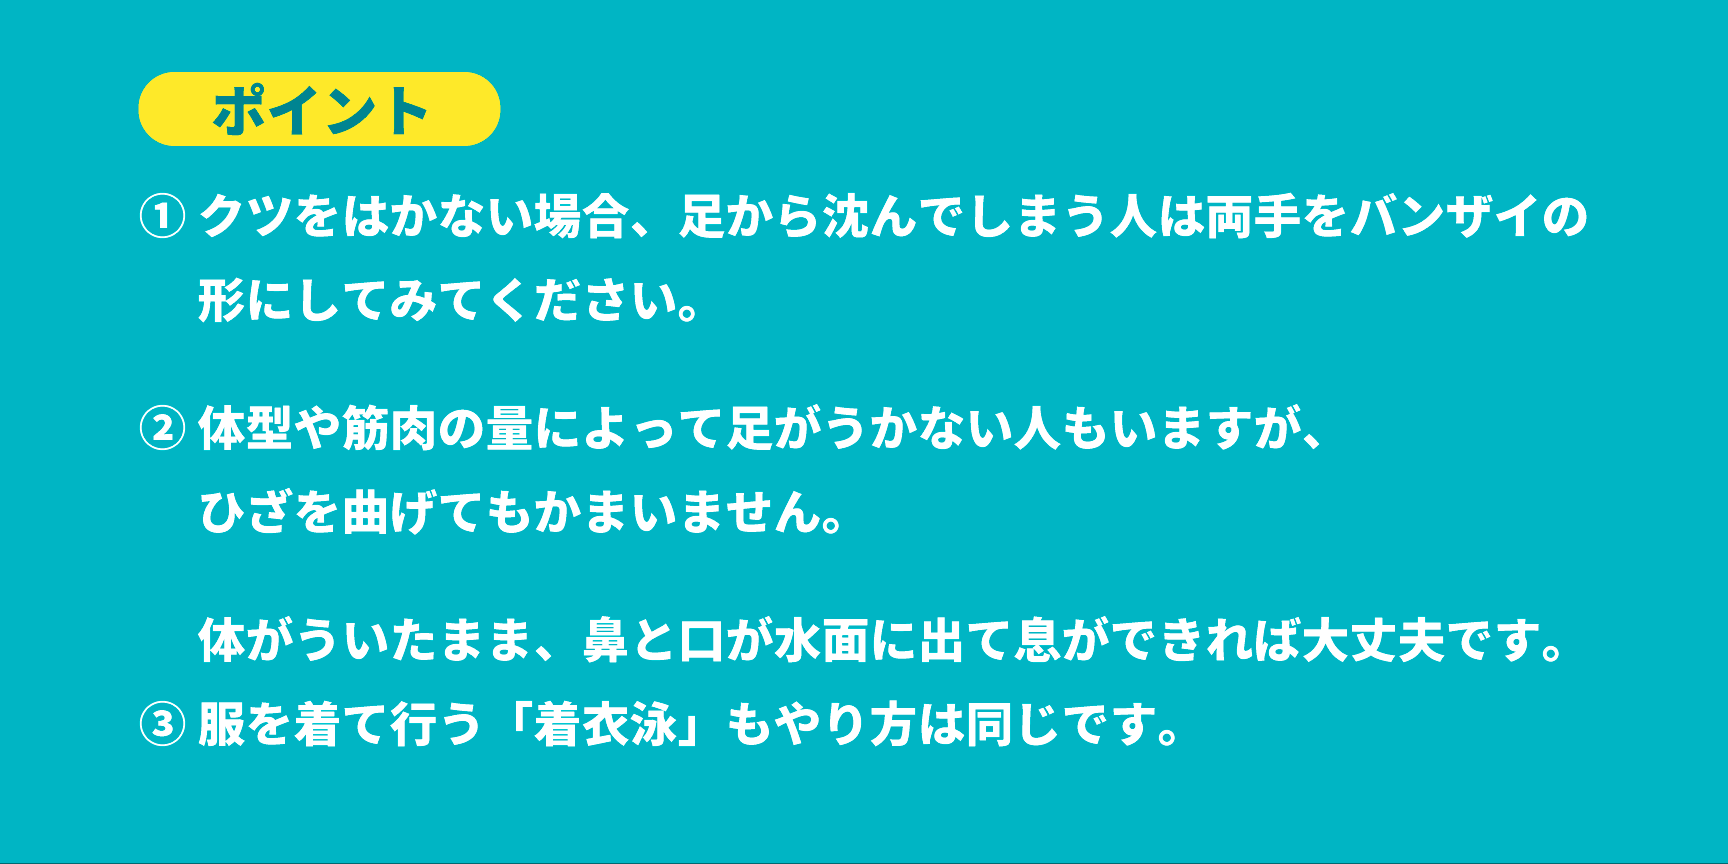 ポイント
① クツをはかない場合、足から沈んでしまう人は両手をバンザイの
形にしてみてください。
② 体型や筋肉の量によって足がうかない人もいますが、
ひざを曲げてもかまいません。
体がういたまま、鼻と口が水面に出て息ができれば大丈夫です。
③ 服を着て行う「着衣泳」もやり方は同じです。